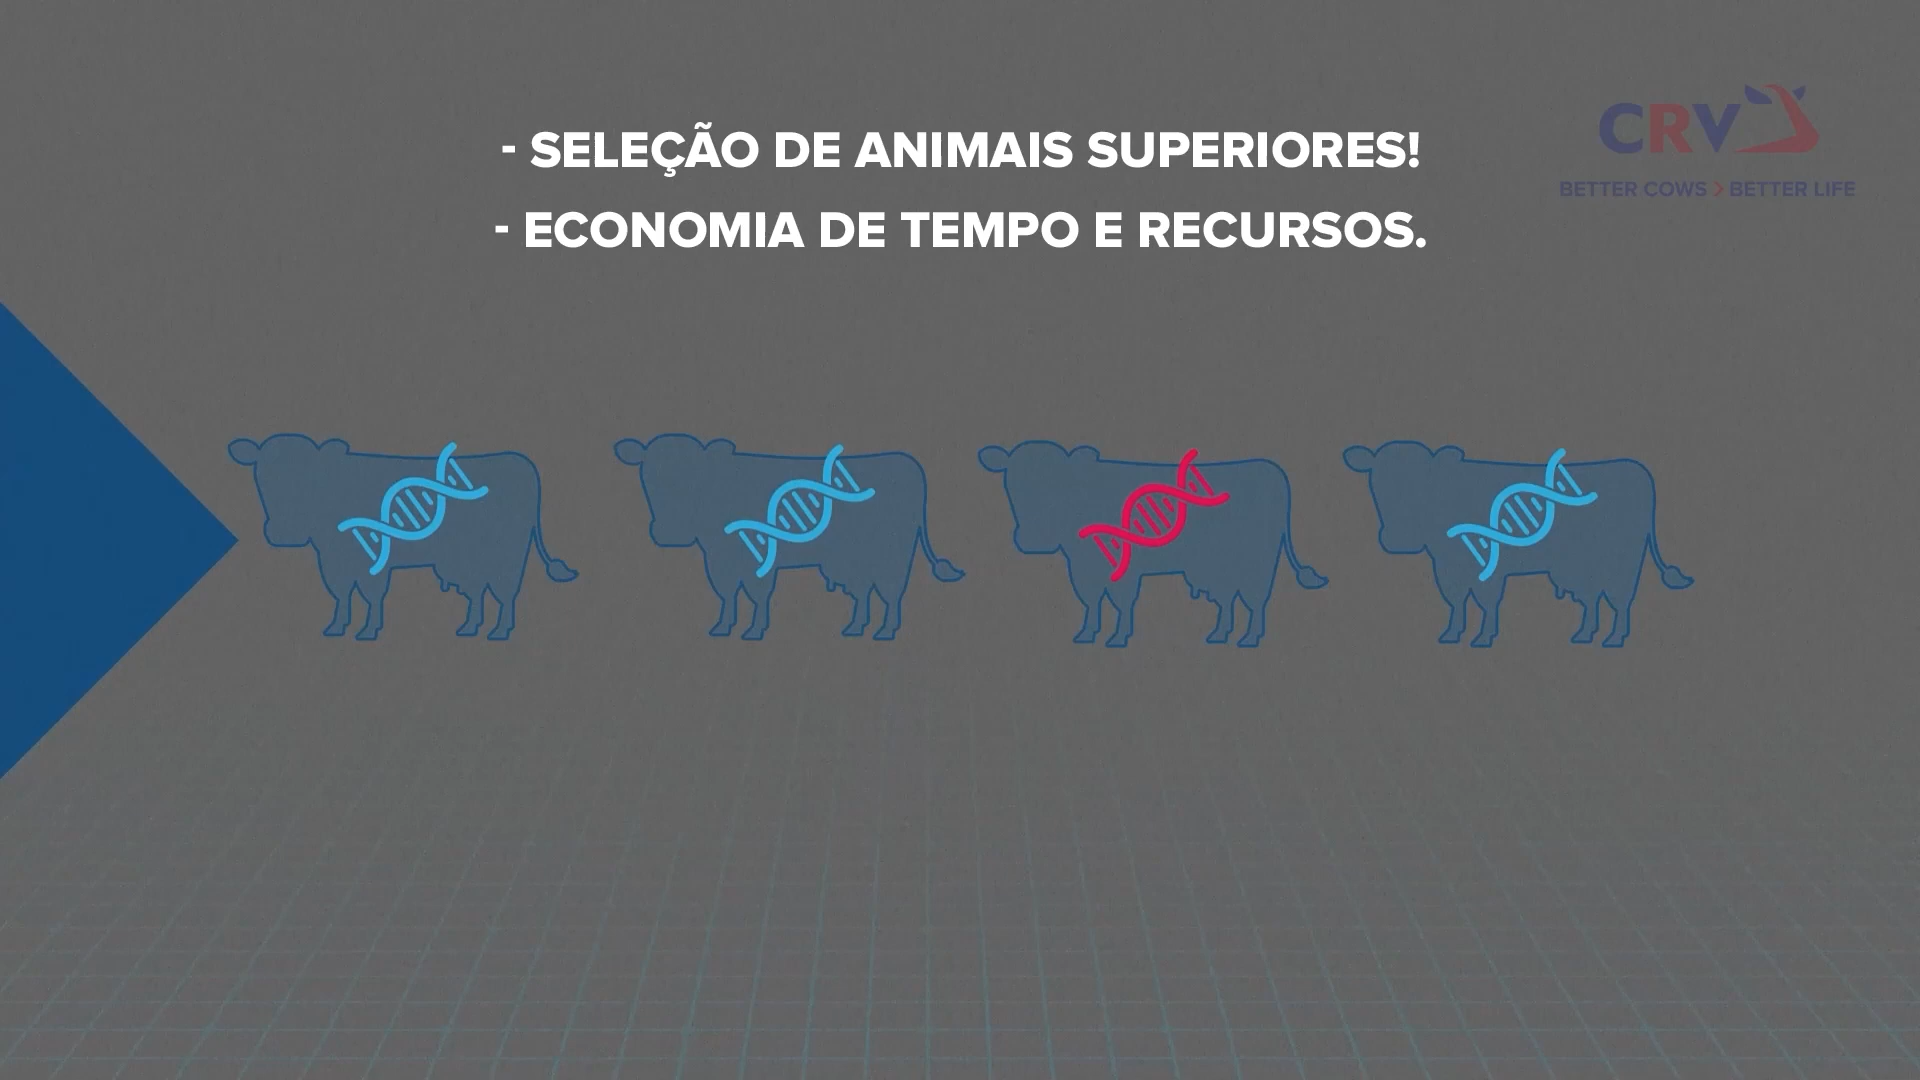 - SELEÇÃO DE ANIMAIS SUPERIORES!
- ECONOMIA DE TEMPO E RECURSOS.
CRV
BETTER COWS > BETTER LIFE